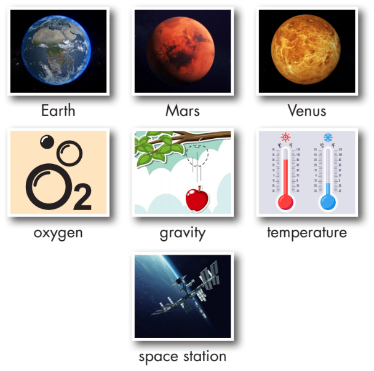 Earth
Mars
Venus
O2
oxygen
gravity
temperature
space station